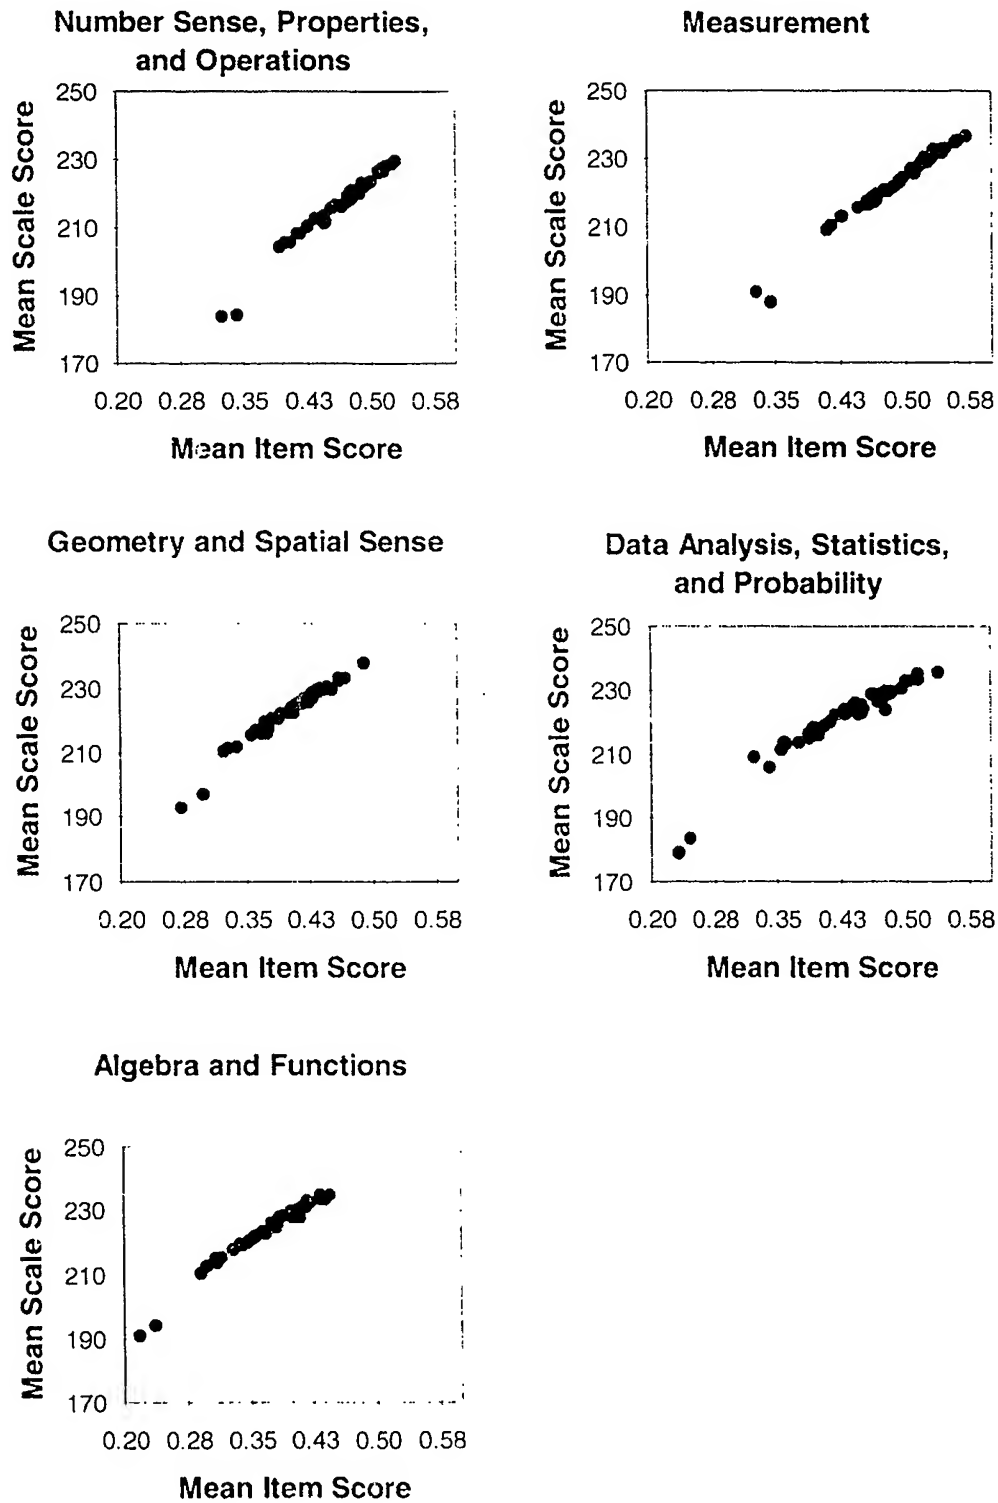 Number Sense, Properties,
and Operations
250
230
210
190
170
Mean Scale Score
0.20 0.28 0.35 0.43 0.50 0.58
Mean Item Score
Measurement
250
230
210
190
170
Mean Scale Score
0.20 0.28 0.35 0.43 0.50 0.58
Mean Item Score
Geometry and Spatial Sense
250
230
210
190
170
Mean Scale Score
0.20 0.28 0.35 0.43 0.50 0.58
Mean Item Score
Data Analysis, Statistics,
and Probability
250
230
210
190
170
Mean Scale Score
0.20 0.28 0.35 0.43 0.50 0.58
Mean Item Score
Algebra and Functions
250
230
210
190
170
Mean Scale Score
0.20 0.28 0.35 0.43 0.50 0.58
Mean Item Score